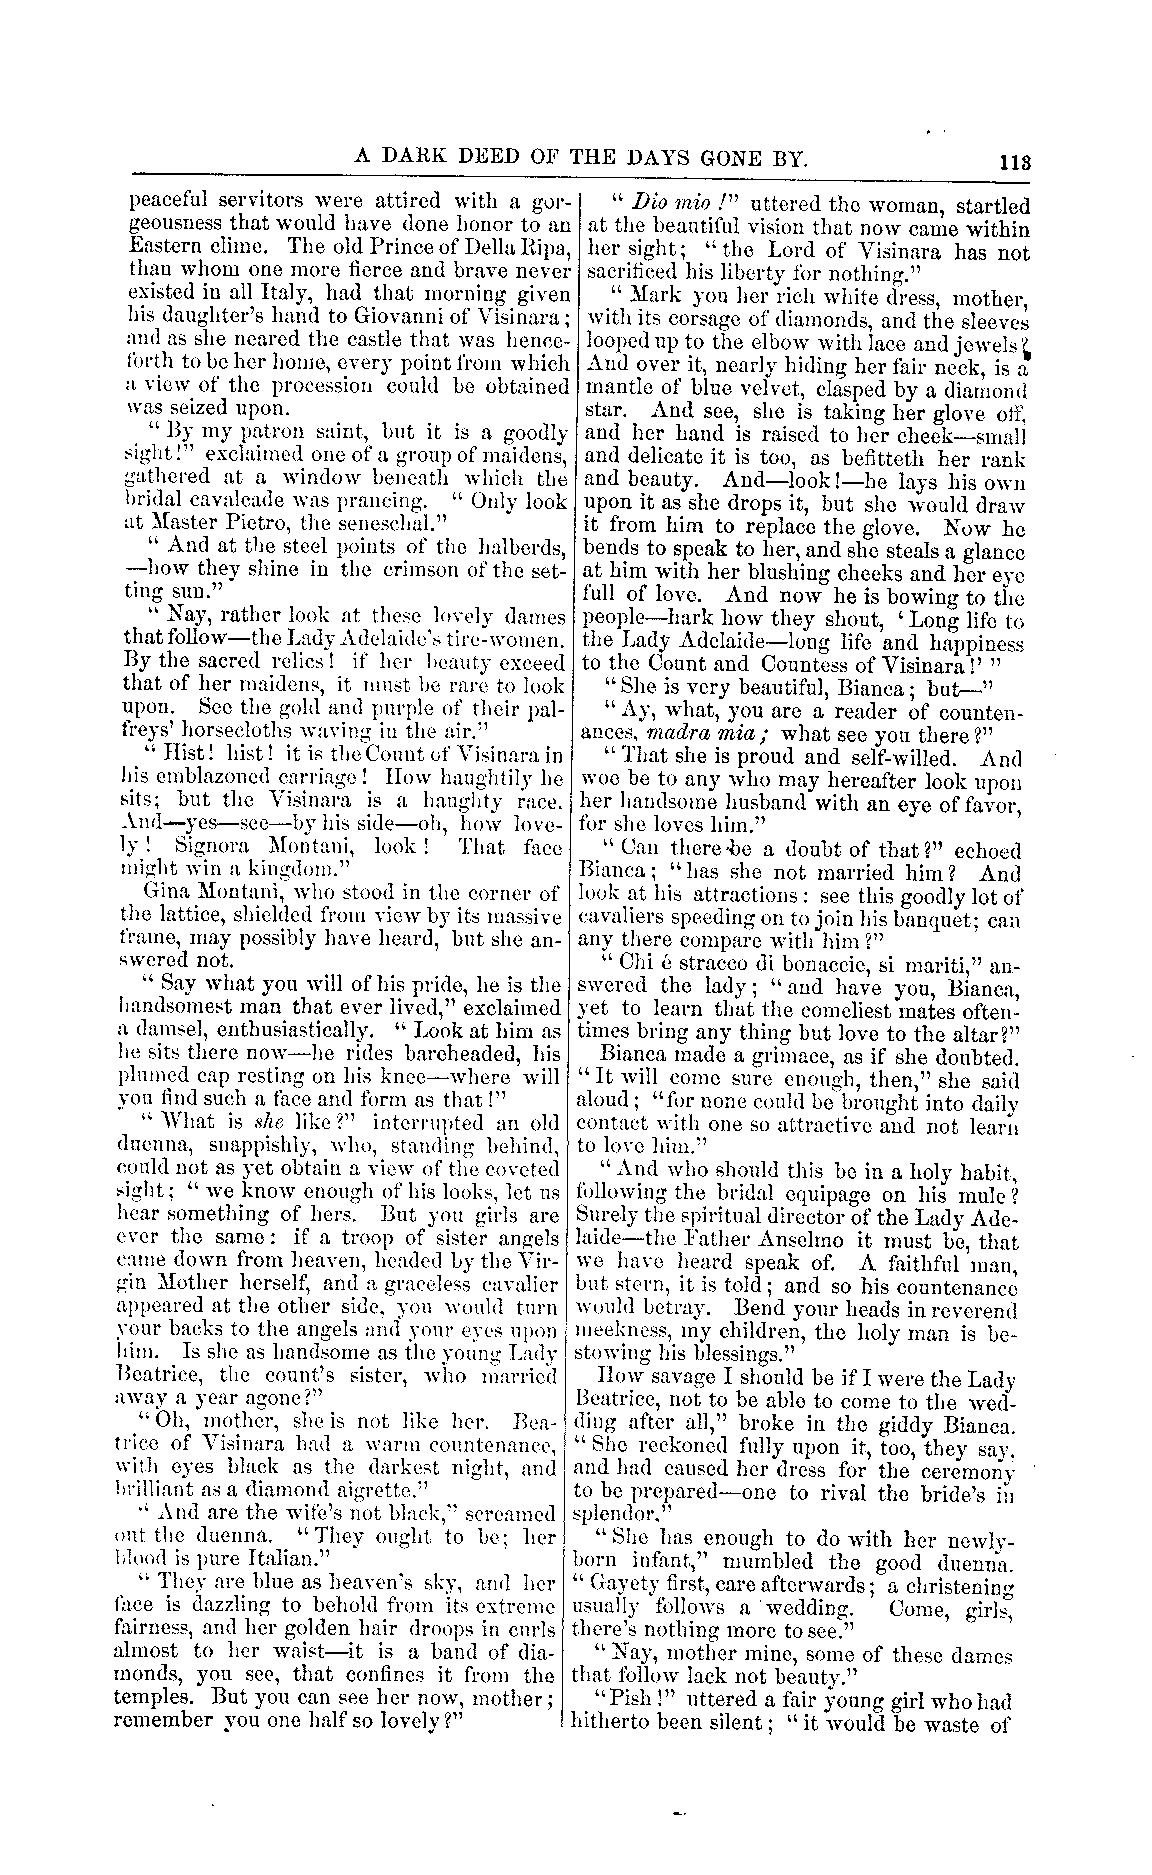 A DARK DEED OF THE DAYS GONE BY.
113
peaceful servitors were attired with a gor-
geousness that would have done honor to an
Eastern clime. The old Prince of Della Ripa,
than whom one more fierce and brave never
existed in all Italy, had that morning given
his daughter's hand to Giovanni of Visinara;
and as she neared the castle that was hence-
forth to be her home, every point from which
a view of the procession could be obtained
was seized upon.
"By my patron saint, but it is a goodly
sight!" exclaimed one of a group of maidens,
gathered at a window beneath which the
bridal cavalcade was prancing. "Only look
at Master Pietro, the seneschal."
"And at the steel points of the halberds,
—how they shine in the crimson of the set-
ting sun."
"Nay, rather look at these lovely dames
that follow—the Lady Adelaide's tire-women.
By the sacred relics! if her beauty exceed
that of her maidens, it must be rare to look
upon. See the gold and purple of their pal-
freys' horsecloths waving in the air."
"Hist! hist! it is the Count of Visinara in
his emblazoned carriage! How haughtily he
sits; but the Visinara is a haughty race.
And—yes—see—by his side—oh, how love-
ly! Signora Montani, look! That face
might win a kingdom."
Gina Montani, who stood in the corner of
the lattice, shielded from view by its massive
frame, may possibly have heard, but she an-
swered not.
"Say what you will of his pride, he is the
handsomest man that ever lived," exclaimed
a damsel, enthusiastically. "Look at him as
he sits there now—he rides bareheaded, his
plumed cap resting on his knee—where will
you find such a face and form as that!"
"What is she like?" interrupted an old
duenna, snappishly, who, standing behind,
could not as yet obtain a view of the coveted
sight; "we know enough of his looks, let us
hear something of hers. But you girls are
ever the same: if a troop of sister angels
came down from heaven, headed by the Vir-
gin Mother herself, and a graceless cavalier
appeared at the other side, you would turn
your backs to the angels and your eyes upon
him. Is she as handsome as the young Lady
Beatrice, the count's sister, who married
away a year agone?"
"Oh, mother, she is not like her. Bea-
trice of Visinara had a warm countenance,
with eyes black as the darkest night, and
brilliant as a diamond aigrette."
"And are the wife's not black," screamed
out the duenna. "They ought to be; her
blood is pure Italian."
"They are blue as heaven's sky, and her
face is dazzling to behold from its extreme
fairness, and her golden hair droops in curls
almost to her waist—it is a band of dia-
monds, you see, that confines it from the
temples. But you can see her now, mother;
remember you one half so lovely?"
"Dio mio!" uttered the woman, startled
at the beautiful vision that now came within
her sight; "the Lord of Visinara has not
sacrificed his liberty for nothing."
"Mark you her rich white dress, mother,
with its corsage of diamonds, and the sleeves
looped up to the elbow with lace and jewels?
And over it, nearly hiding her fair neck, is a
mantle of blue velvet, clasped by a diamond
star. And see, she is taking her glove off,
and her hand is raised to her cheek—small
and delicate it is too, as befitteth her rank
and beauty. And—look!—he lays his own
upon it as she drops it, but she would draw
it from him to replace the glove. Now he
bends to speak to her, and she steals a glance
at him with her blushing cheeks and her eye
full of love. And now he is bowing to the
people—hark how they shout, 'Long life to
the Lady Adelaide—long life and happiness
to the Count and Countess of Visinara!' "
"She is very beautiful, Bianca; but—"
"Ay, what, you are a reader of counten-
ances, madra mia; what see you there?"
"That she is proud and self-willed. And
woe be to any who may hereafter look upon
her handsome husband with an eye of favor,
for she loves him."
"Can there be a doubt of that?" echoed
Bianca; "has she not married him? And
look at his attractions: see this goodly lot of
cavaliers speeding on to join his banquet; can
any there compare with him?"
"Chi é stracco di bonaccie, si mariti," an-
swered the lady; "and have you, Bianca,
yet to learn that the comeliest mates often-
times bring any thing but love to the altar?"
Bianca made a grimace, as if she doubted.
"It will come sure enough, then," she said
aloud; "for none could be brought into daily
contact with one so attractive and not learn
to love him."
"And who should this be in a holy habit,
following the bridal equipage on his mule?
Surely the spiritual director of the Lady Ade-
laide—the Father Anselmo it must be, that
we have heard speak of. A faithful man,
but stern, it is told; and so his countenance
would betray. Bend your heads in reverend
meekness, my children, the holy man is be-
stowing his blessings."
How savage I should be if I were the Lady
Beatrice, not to be able to come to the wed-
ding after all," broke in the giddy Bianca.
"She reckoned fully upon it, too, they say,
and had caused her dress for the ceremony
to be prepared—one to rival the bride's in
splendor."
"She has enough to do with her newly-
born infant," mumbled the good duenna.
"Gayety first, care afterwards; a christening
usually follows a wedding. Come, girls,
there's nothing more to see."
"Nay, mother mine, some of these dames
that follow lack not beauty."
"Pish!" uttered a fair young girl who had
hitherto been silent; "it would be waste of